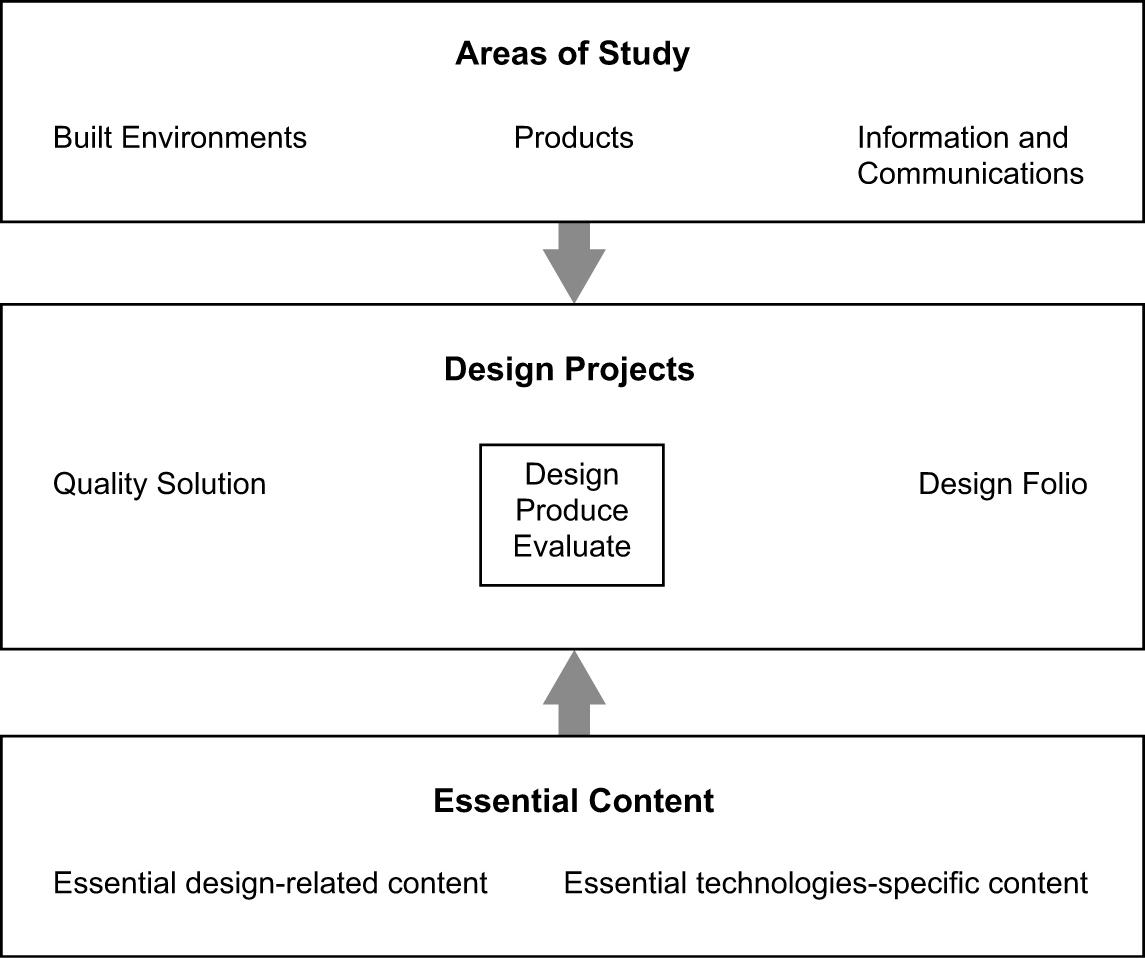 Areas of Study
Built Environments
Products
Information and
Communications
Design Projects
Quality Solution
Design
Produce
Evaluate
Design Folio
Essential Content
Essential design-related content
Essential technologies-specific content